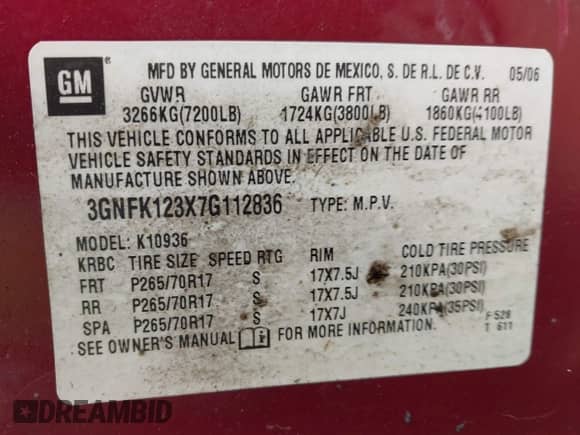 GM ®
MFD BY GENERAL MOTORS DE MEXICO, S. DE R.L. DE C.V. 05/06
GVWR GAWR FRT GAWR RR
3266KG(7200LB) 1724KG(3800LB) 1860KG(4100LB)
THIS VEHICLE CONFORMS TO ALL APPLICABLE U.S. FEDERAL MOTOR
VEHICLE SAFETY STANDARDS IN EFFECT ON THE DATE OF
MANUFACTURE SHOWN ABOVE.
3GNFK123X7G112836 TYPE: M.P.V.
MODEL: K10936
KRBC TIRE SIZE SPEED RTG RIM COLD TIRE PRESSURE
FRT P265/70R17 S 17X7.5J 210KPA(30PSI)
RR P265/70R17 S 17X7.5J 210KPA(30PSI)
SPA P265/70R17 S 17X7J 240KPA(35PSI)
SEE OWNER'S MANUAL FOR MORE INFORMATION.
F 528
T 611
DREAMBID